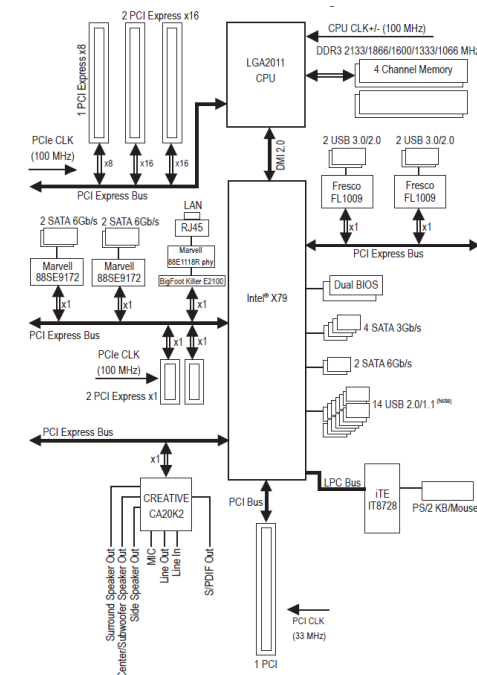 2 PCI Express x16
1 PCI Express x8
LGA2011
CPU
CPU CLK+/- (100 MHz)
DDR3 2133/1866/1600/1333/1066 MHz
4 Channel Memory
PCIe CLK
(100 MHz)
x8
x16
x16
PCI Express Bus
DMI 2.0
2 USB 3.0/2.0
2 USB 3.0/2.0
Fresco
FL1009
Fresco
FL1009
x1
x1
PCI Express Bus
LAN
RJ45
Marvell
88E1118R phy
BigFoot Killer E2100
2 SATA 6Gb/s
2 SATA 6Gb/s
Marvell
88SE9172
Marvell
88SE9172
x1
x1
x1
PCI Express Bus
Intel® X79
Dual BIOS
4 SATA 3Gb/s
2 SATA 6Gb/s
14 USB 2.0/1.1 (Note)
x1
x1
PCIe CLK
(100 MHz)
2 PCI Express x1
PCI Express Bus
x1
CREATIVE
CA20K2
Surround Speaker Out
Center/Subwoofer Speaker Out
Side Speaker Out
MIC
Line Out
Line In
S/PDIF Out
LPC Bus
iTE
IT8728
PS/2 KB/Mouse
PCI Bus
PCI CLK
(33 MHz)
1 PCI